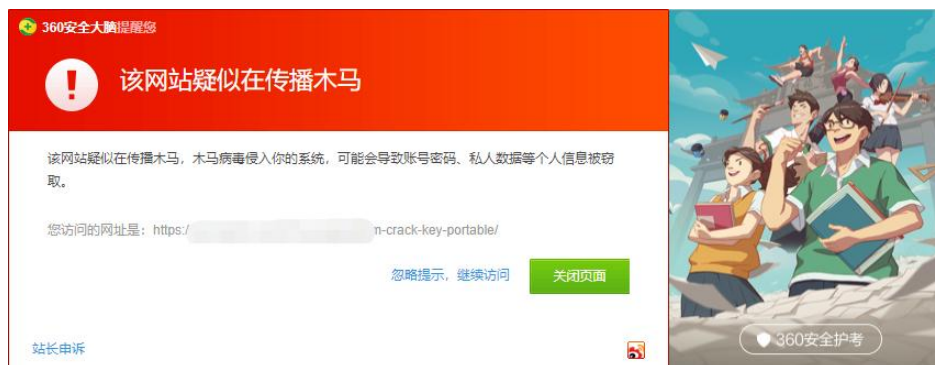 360安全大脑提醒您
该网站疑似在传播木马
该网站疑似在传播木马，木马病毒侵入你的系统，可能会导致账号密码、私人数据等个人信息被窃
取。
您访问的网址是：https:/ n-crack-key-portable/
忽略提示，继续访问 关闭页面
站长申诉
360安全护考